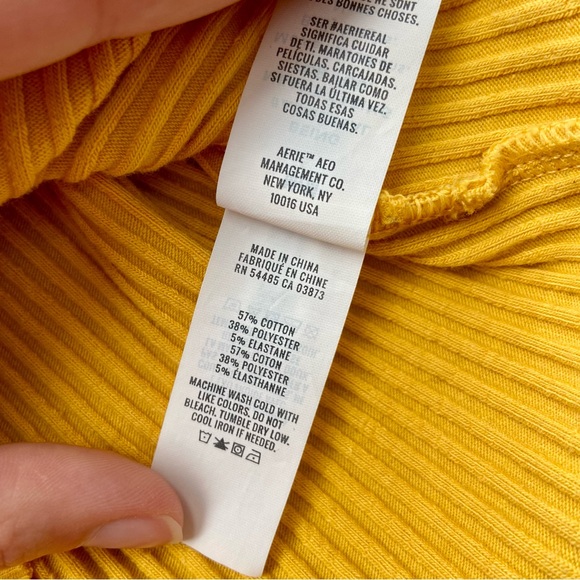 BONNES CHOSES.
SER #AERIEREAL
SIGNIFICA CUIDAR
DE TI. MARATONES DE
PELÍCULAS, CARCAJADAS,
SIESTAS. BAILAR COMO
SI FUERA LA ÚLTIMA VEZ.
TODAS ESAS
COSAS BUENAS.
AERIE™ AEO
MANAGEMENT CO.
NEW YORK, NY
10016 USA
MADE IN CHINA
FABRIQUÉ EN CHINE
RN 54485 CA 03873
57% COTTON
38% POLYESTER
5% ELASTANE
57% COTON
38% POLYESTER
5% ÉLASTHANNE
MACHINE WASH COLD WITH
LIKE COLORS. DO NOT
BLEACH. TUMBLE DRY LOW.
COOL IRON IF NEEDED.